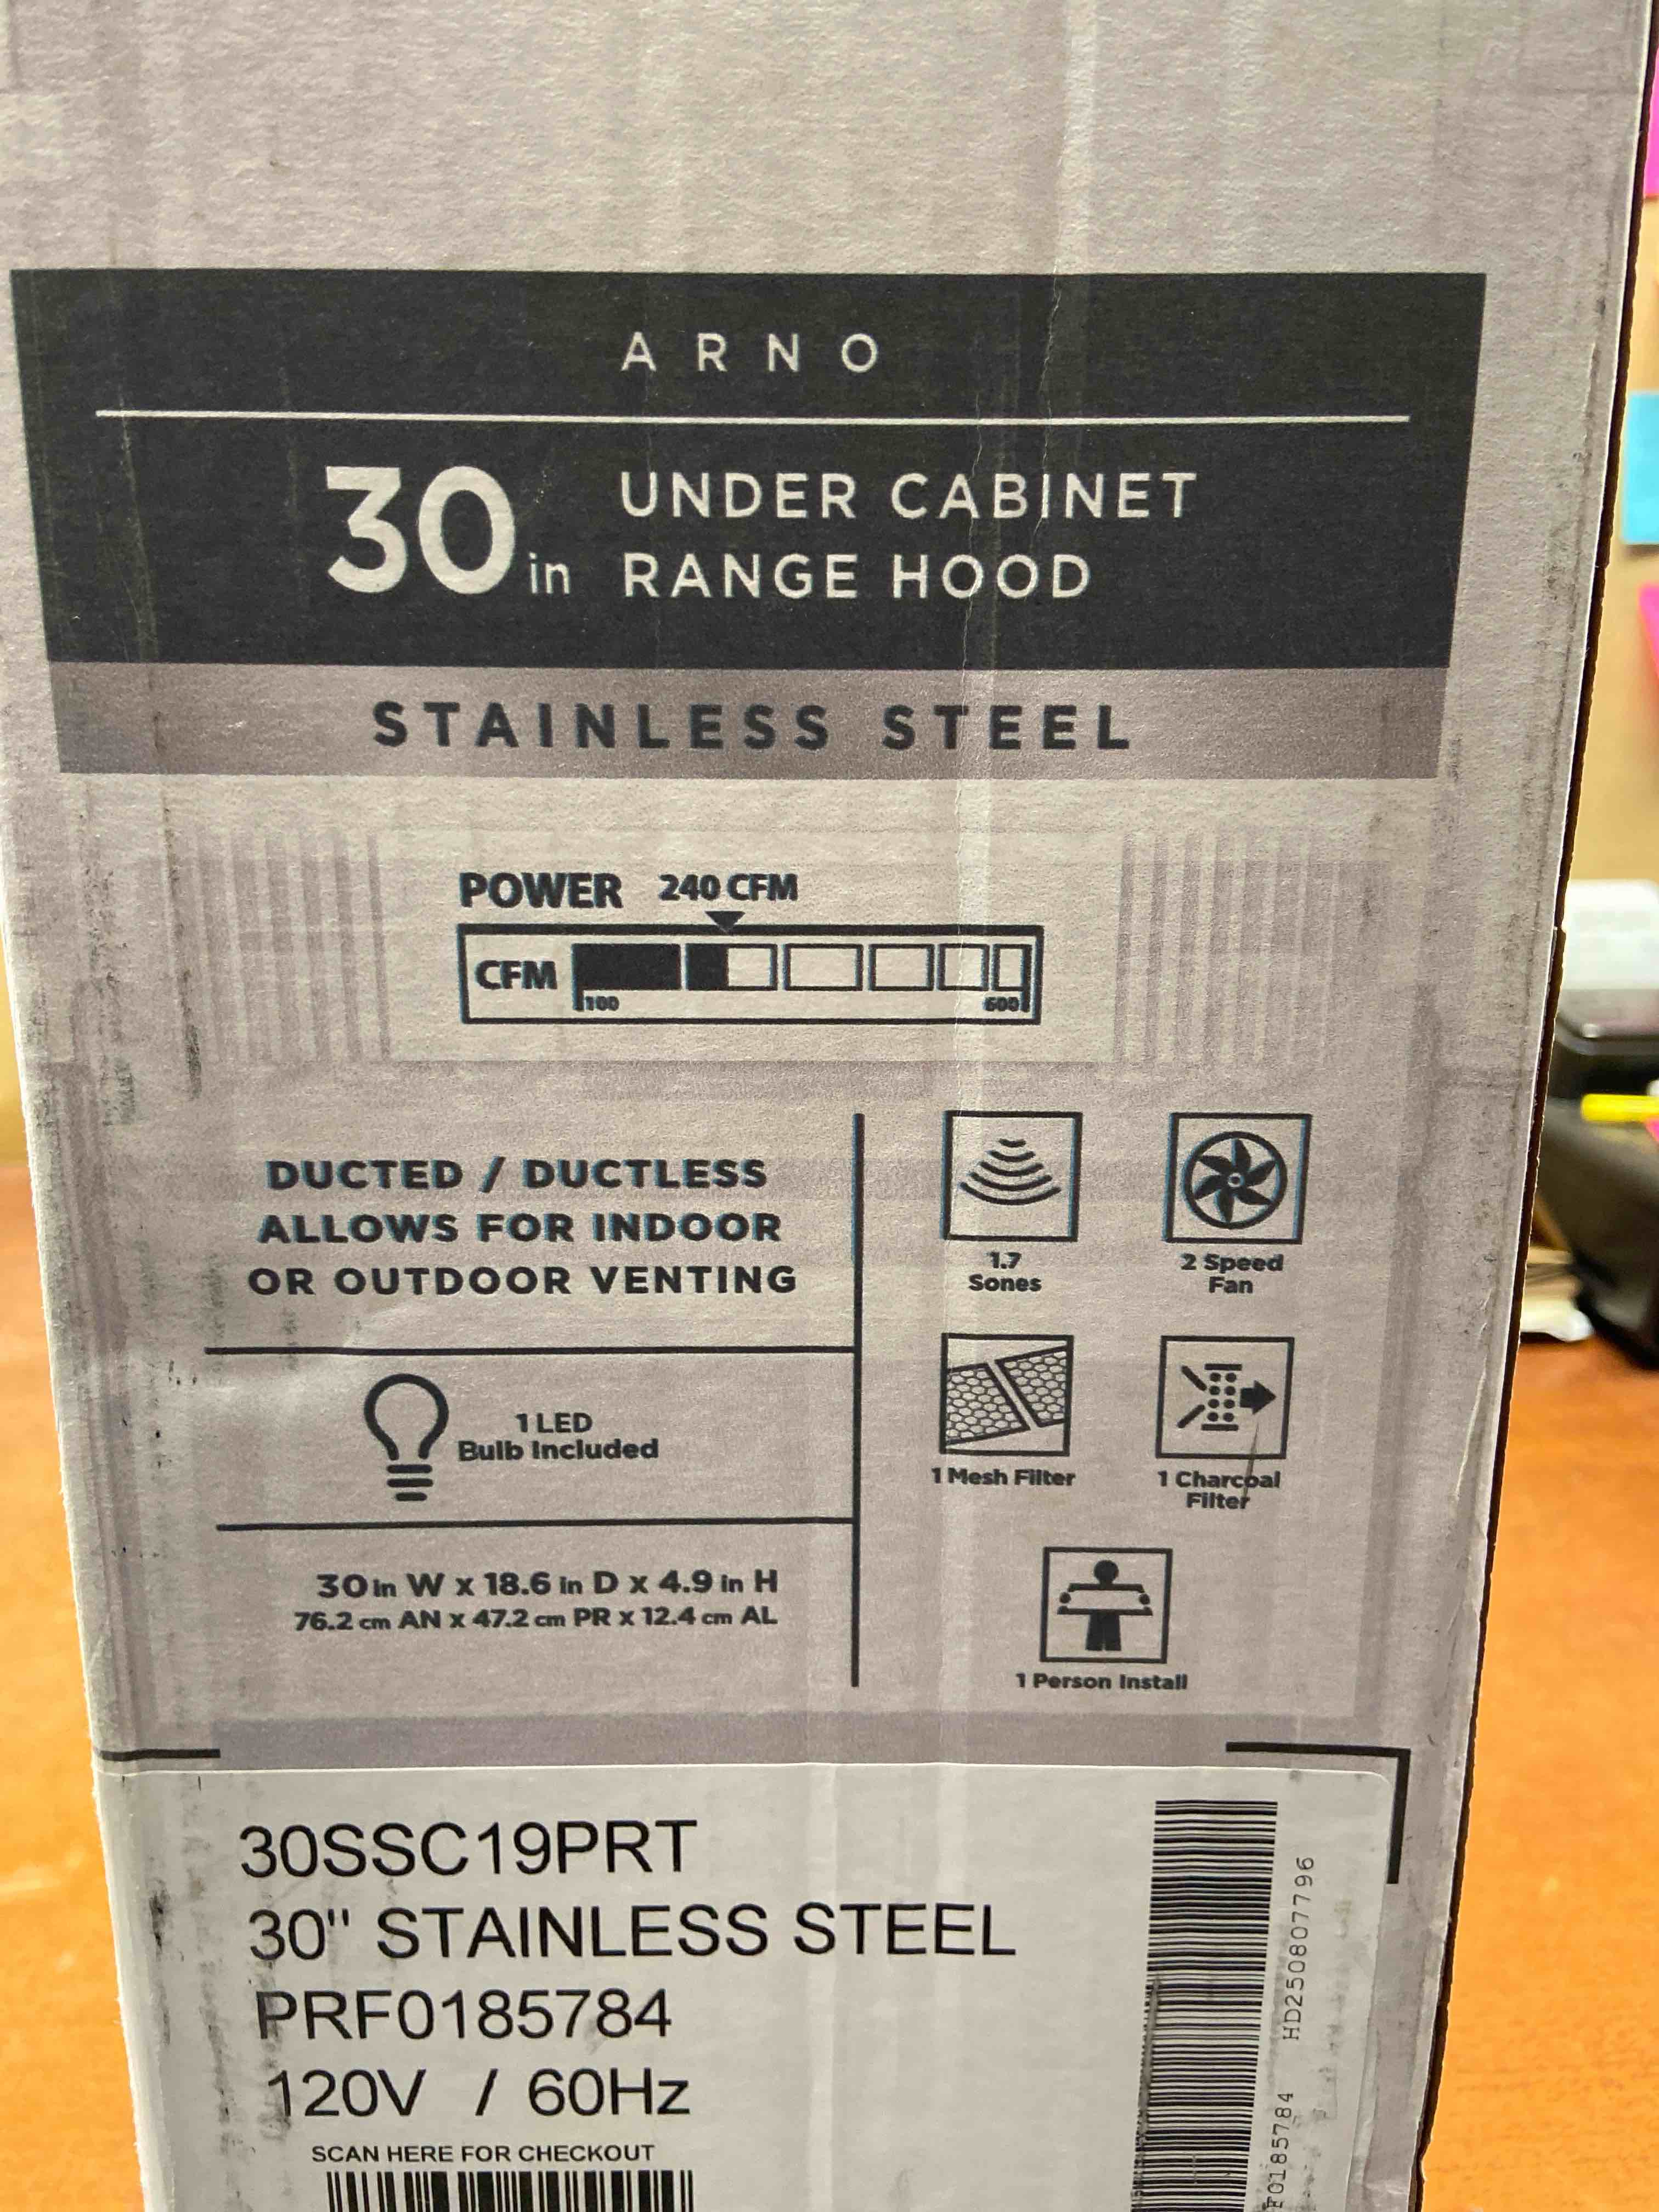 ARNO
30 in UNDER CABINET
RANGE HOOD
STAINLESS STEEL
POWER 240 CFM
CFM
100 600
DUCTED / DUCTLESS
ALLOWS FOR INDOOR
OR OUTDOOR VENTING
1 LED
Bulb Included
30 in W x 18.6 in D x 4.9 in H
76.2 cm AN x 47.2 cm PR x 12.4 cm AL
1.7
Sones
2 Speed
Fan
1 Mesh Filter
1 Charcoal
Filter
1 Person Install
30SSC19PRT
30" STAINLESS STEEL
PRF0185784
120V / 60Hz
SCAN HERE FOR CHECKOUT
F0185784 HD2508077796